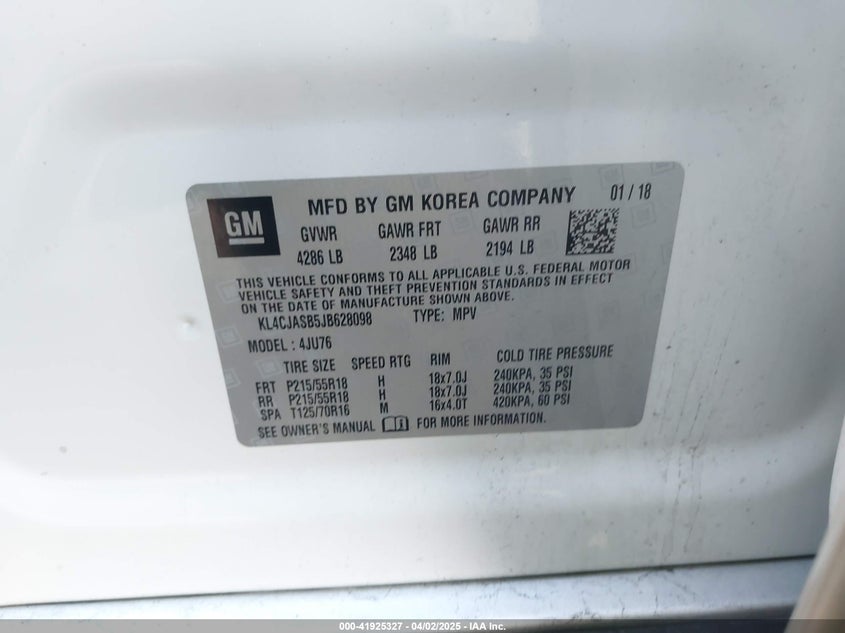 GM
MFD BY GM KOREA COMPANY 01 / 18
GVWR GAWR FRT GAWR RR
4286 LB 2348 LB 2194 LB
THIS VEHICLE CONFORMS TO ALL APPLICABLE U.S. FEDERAL MOTOR
VEHICLE SAFETY AND THEFT PREVENTION STANDARDS IN EFFECT
ON THE DATE OF MANUFACTURE SHOWN ABOVE.
KL4CJASB5JB628098 TYPE: MPV
MODEL : 4JU76
TIRE SIZE SPEED RTG RIM COLD TIRE PRESSURE
FRT P215/55R18 H 18x7.0J 240KPA, 35 PSI
RR P215/55R18 H 18x7.0J 240KPA, 35 PSI
SPA T125/70R16 M 16x4.0T 420KPA, 60 PSI
SEE OWNER'S MANUAL FOR MORE INFORMATION.
000-41925327 - 04/02/2025 - IAA Inc.